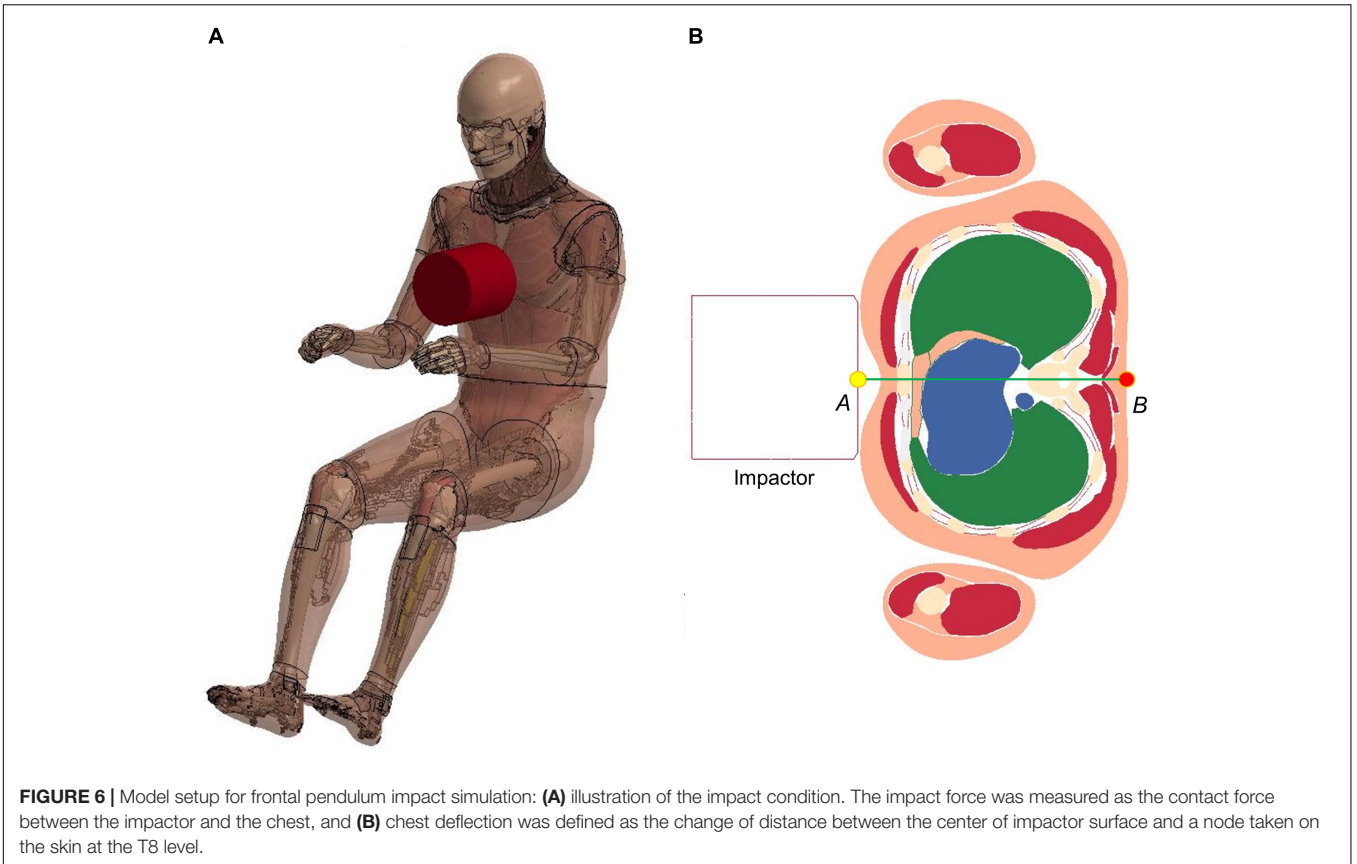 A
B
A
B
Impactor
FIGURE 6 | Model setup for frontal pendulum impact simulation: (A) illustration of the impact condition. The impact force was measured as the contact force
between the impactor and the chest, and (B) chest deflection was defined as the change of distance between the center of impactor surface and a node taken on
the skin at the T8 level.